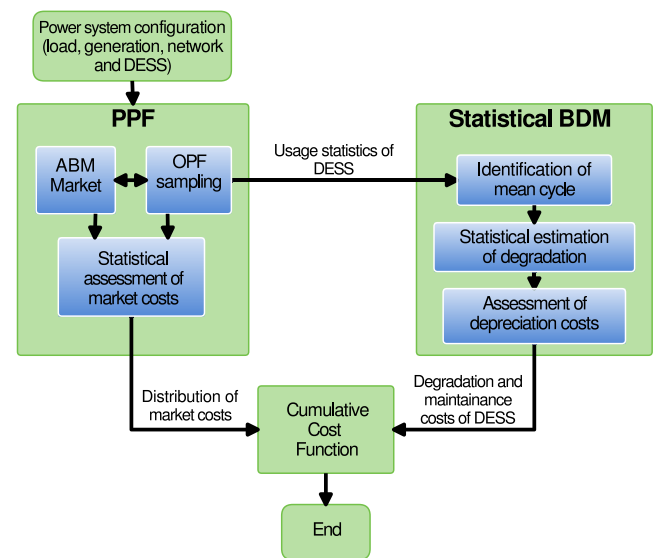 Power system configuration
(load, generation, network
and DESS)
PPF
ABM
Market
OPF
sampling
Statistical
assessment of
market costs
Usage statistics of
DESS
Statistical BDM
Identification of
mean cycle
Statistical estimation
of degradation
Assessment of
depreciation costs
Distribution of
market costs
Cumulative
Cost
Function
Degradation and
maintainance
costs of DESS
End